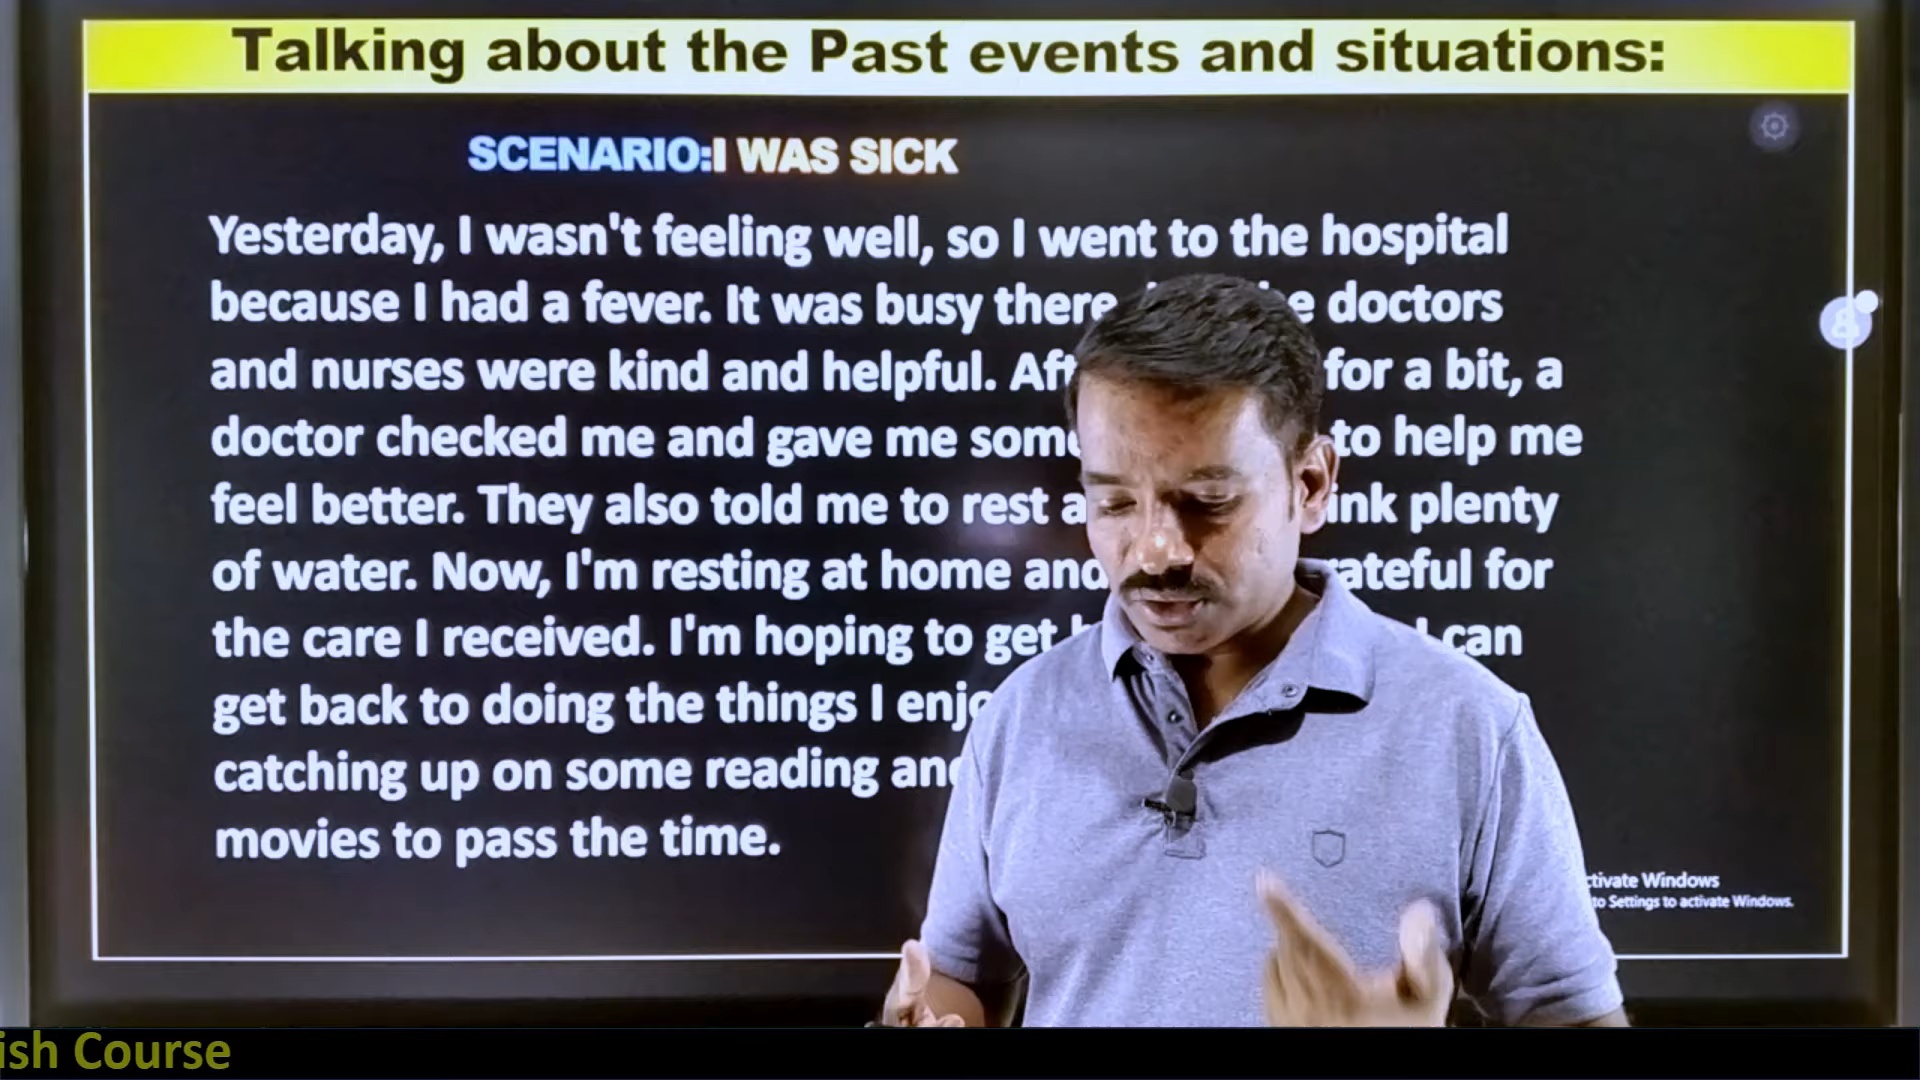 Talking about the Past events and situations:
SCENARIO:I WAS SICK
Yesterday, I wasn't feeling well, so I went to the hospital
because I had a fever. It was busy there doctors
and nurses were kind and helpful. for a bit, a
doctor checked me and gave me to help me
feel better. They also told me to rest plenty
of water. Now, I'm resting at home and for
the care I received. I'm hoping to get can
get back to doing the things I
catching up on some reading
movies to pass the time.
Windows
to Settings to activate Windows.
Course